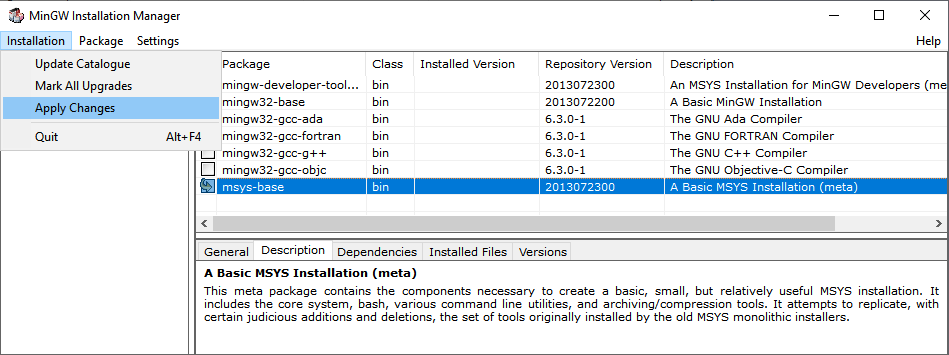 MinGW Installation Manager
Installation Package Settings Help
Update Catalogue
Mark All Upgrades
Apply Changes
Quit Alt+F4
Package Class Installed Version Repository Version Description
mingw-developer-tool... bin 2013072300 An MSYS Installation for MinGW Developers (me
mingw32-base bin 2013072200 A Basic MinGW Installation
mingw32-gcc-ada bin 6.3.0-1 The GNU Ada Compiler
mingw32-gcc-fortran bin 6.3.0-1 The GNU FORTRAN Compiler
mingw32-gcc-g++ bin 6.3.0-1 The GNU C++ Compiler
mingw32-gcc-objc bin 6.3.0-1 The GNU Objective-C Compiler
msys-base bin 2013072300 A Basic MSYS Installation (meta)
General Description Dependencies Installed Files Versions
A Basic MSYS Installation (meta)
This meta package contains the components necessary to create a basic, small, but relatively useful MSYS installation. It
includes the core system, bash, various command line utilities, and archiving/compression tools. It attempts to replicate, with
certain judicious additions and deletions, the set of tools originally installed by the old MSYS monolithic installers.